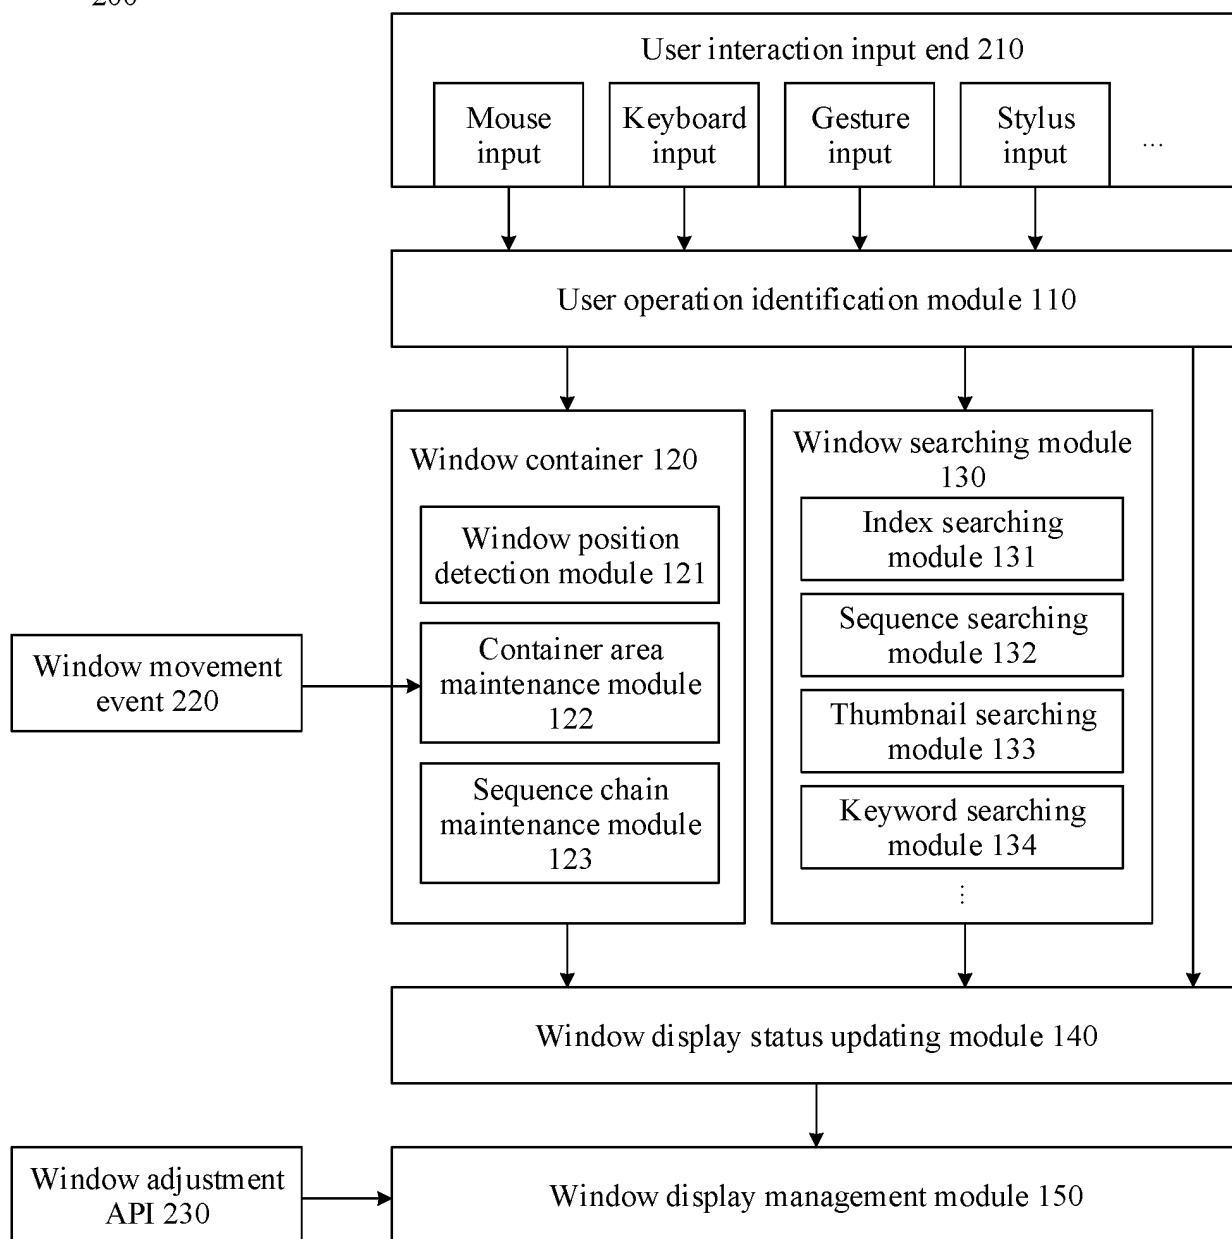 200
User interaction input end 210
Mouse
input
Keyboard
input
Gesture
input
Stylus
input
...
User operation identification module 110
Window container 120
Window position
detection module 121
Container area
maintenance module
122
Sequence chain
maintenance module
123
Window searching module
130
Index searching
module 131
Sequence searching
module 132
Thumbnail searching
module 133
Keyword searching
module 134
⋮
Window movement
event 220
Window display status updating module 140
Window adjustment
API 230
Window display management module 150